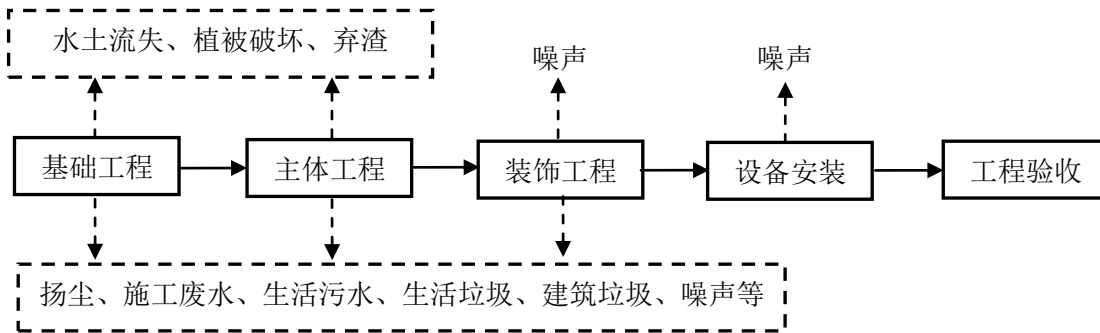 水土流失、植被破坏、弃渣
噪声
噪声
基础工程
主体工程
装饰工程
设备安装
工程验收
扬尘、施工废水、生活污水、生活垃圾、建筑垃圾、噪声等